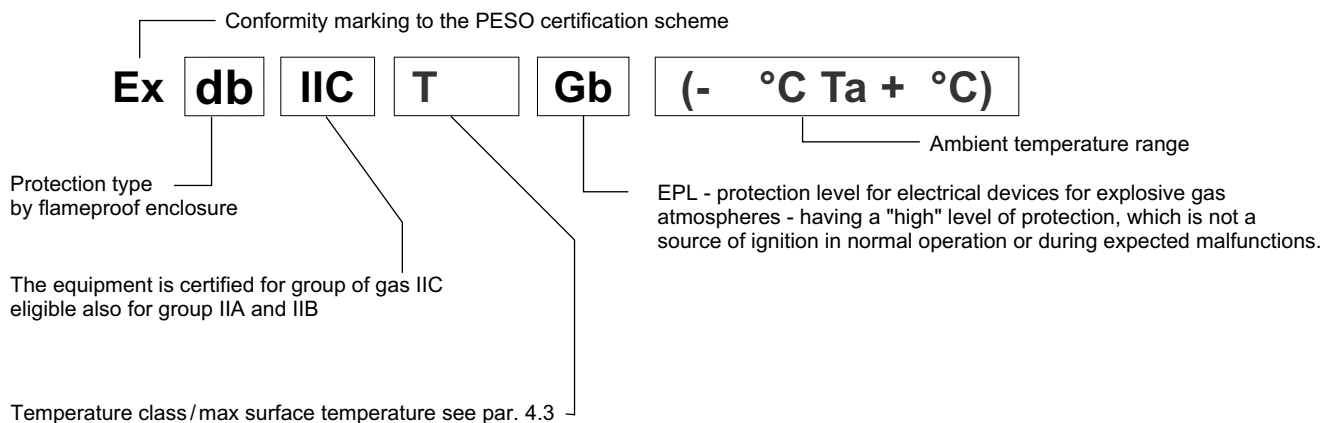 Conformity marking to the PESO certification scheme
Ex db IIC T Gb (- °C Ta + °C)
Ambient temperature range
Protection type
by flameproof enclosure
EPL - protection level for electrical devices for explosive gas
atmospheres - having a "high" level of protection, which is not a
source of ignition in normal operation or during expected malfunctions.
The equipment is certified for group of gas IIC
eligible also for group IIA and IIB
Temperature class/max surface temperature see par. 4.3